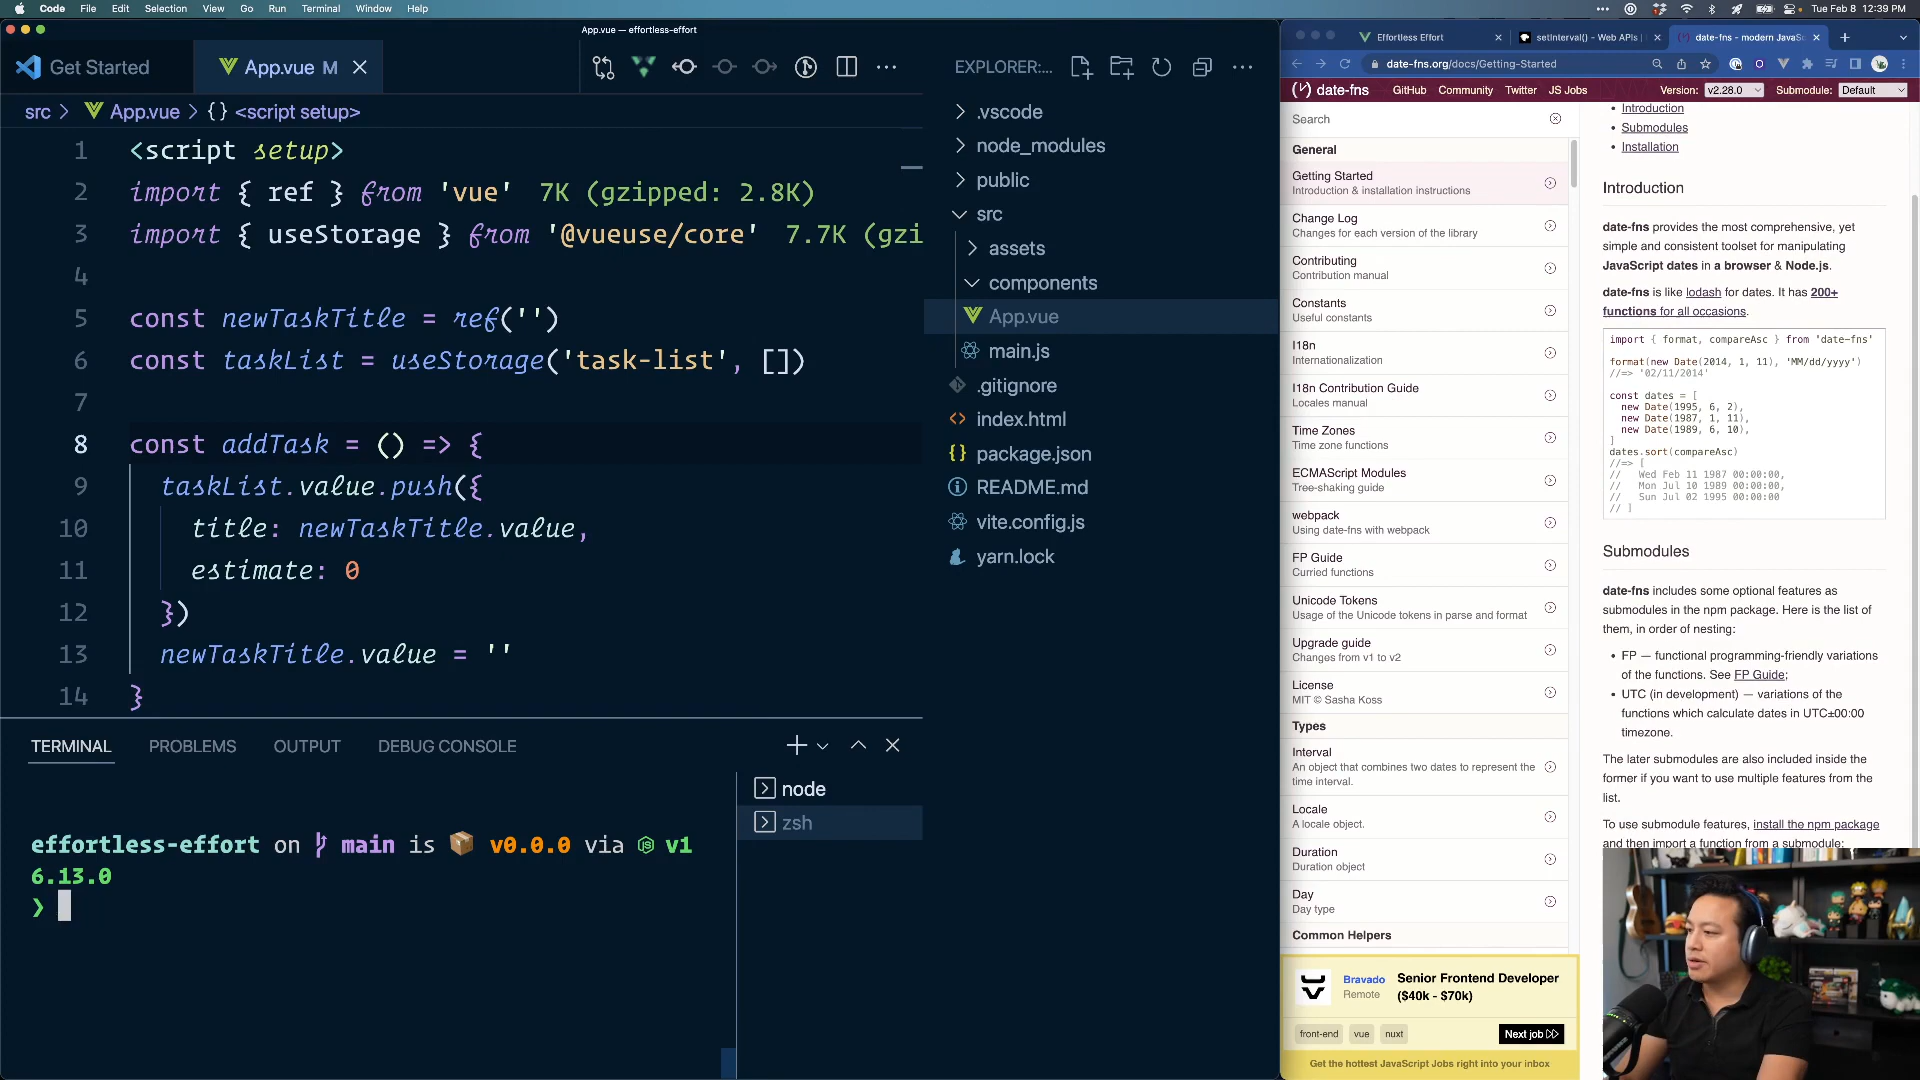 Code File Edit Selection View Go Run Terminal Window Help
Tue Feb 8 12:39 PM
App.vue — effortless-effort
Get Started
App.vue M
src > App.vue > {} <script setup>
1 <script setup>
2 import { ref } from 'vue' 7K (gzipped: 2.8K)
3 import { useStorage } from '@vueuse/core' 7.7K (gzi
4
5 const newTaskTitle = ref('')
6 const taskList = useStorage('task-list', [])
7
8 const addTask = () => {
9 taskList.value.push({
10 title: newTaskTitle.value,
11 estimate: 0
12 })
13 newTaskTitle.value = ''
14 }
TERMINAL PROBLEMS OUTPUT DEBUG CONSOLE
node
zsh
effortless-effort on main is v0.0.0 via v1
6.13.0
❯
EXPLORER:...
.vscode
node_modules
public
src
assets
components
App.vue
main.js
.gitignore
index.html
package.json
README.md
vite.config.js
yarn.lock
Effortless Effort
setInterval() - Web APIs |
date-fns - modern JavaSc
date-fns.org/docs/Getting-Started
date-fns GitHub Community Twitter JS Jobs Version: v2.28.0 Submodule: Default
Search
General
Getting Started
Introduction & installation instructions
Change Log
Changes for each version of the library
Contributing
Contribution manual
Constants
Useful constants
I18n
Internationalization
I18n Contribution Guide
Locales manual
Time Zones
Time zone functions
ECMAScript Modules
Tree-shaking guide
webpack
Using date-fns with webpack
FP Guide
Curried functions
Unicode Tokens
Usage of the Unicode tokens in parse and format
Upgrade guide
Changes from v1 to v2
License
MIT © Sasha Koss
Types
Interval
An object that combines two dates to represent the
time interval.
Locale
A locale object.
Duration
Duration object
Day
Day type
Common Helpers
Bravado
Remote
Senior Frontend Developer
($40k - $70k)
front-end vue nuxt Next job
Get the hottest JavaScript Jobs right into your inbox
• Introduction
• Submodules
• Installation
Introduction
date-fns provides the most comprehensive, yet
simple and consistent toolset for manipulating
JavaScript dates in a browser & Node.js.
date-fns is like lodash for dates. It has 200+
functions for all occasions.
import { format, compareAsc } from 'date-fns'
format(new Date(2014, 1, 11), 'MM/dd/yyyy')
//=> '02/11/2014'
const dates = [
new Date(1995, 6, 2),
new Date(1987, 1, 11),
new Date(1989, 6, 10),
]
dates.sort(compareAsc)
//=> [
// Wed Feb 11 1987 00:00:00,
// Mon Jul 10 1989 00:00:00,
// Sun Jul 02 1995 00:00:00
// ]
Submodules
date-fns includes some optional features as
submodules in the npm package. Here is the list of
them, in order of nesting:
• FP — functional programming-friendly variations
of the functions. See FP Guide;
• UTC (in development) — variations of the
functions which calculate dates in UTC±00:00
timezone.
The later submodules are also included inside the
former if you want to use multiple features from the
list.
To use submodule features, install the npm package
and then import a function from a submodule: